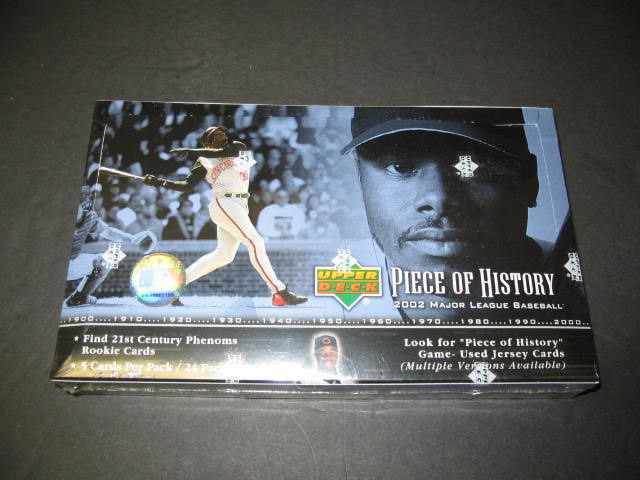 UPPER
D·E·C·K
PIECE OF HISTORY
2002 MAJOR LEAGUE BASEBALL
1900.......1910.......1920.......1930.......1940.......1950.......1960.......1970.......1980.......1990.......2000
* Find 21st Century Phenoms
Rookie Cards
* 5 Cards Per Pack / 24
Look for "Piece of History"
Game- Used Jersey Cards
(Multiple Versions Available)